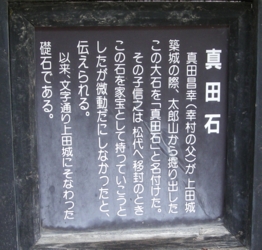 真田石
真田昌幸(幸村の父)が上田城
築城の際、太郎山から掘り出した
この大石を「真田石」と名付けた。
その子信之は松代へ移封のとき
この石を家宝として持っていこうと
したが微動だにしなかったと、
伝えられる。
以来、文字通り上田城にそなわった
礎石である。